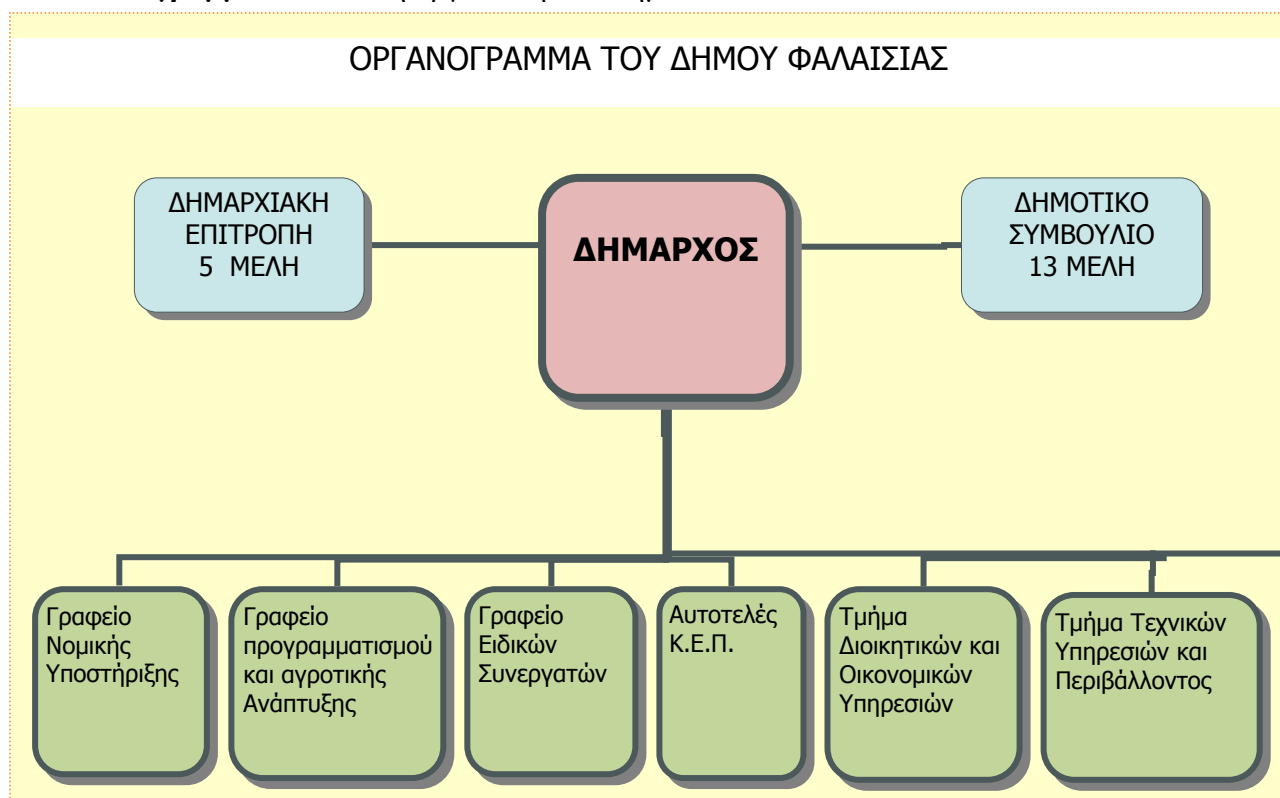 ΟΡΓΑΝΟΓΡΑΜΜΑ ΤΟΥ ΔΗΜΟΥ ΦΑΛΑΙΣΙΑΣ
ΔΗΜΑΡΧΙΑΚΗ
ΕΠΙΤΡΟΠΗ
5 ΜΕΛΗ
ΔΗΜΑΡΧΟΣ
ΔΗΜΟΤΙΚΟ
ΣΥΜΒΟΥΛΙΟ
13 ΜΕΛΗ
Γραφείο
Νομικής
Υποστήριξης
Γραφείο
προγραμματισμού
και αγροτικής
Ανάπτυξης
Γραφείο
Ειδικών
Συνεργατών
Αυτοτελές
Κ.Ε.Π.
Τμήμα
Διοικητικών και
Οικονομικών
Υπηρεσιών
Τμήμα Τεχνικών
Υπηρεσιών και
Περιβάλλοντος